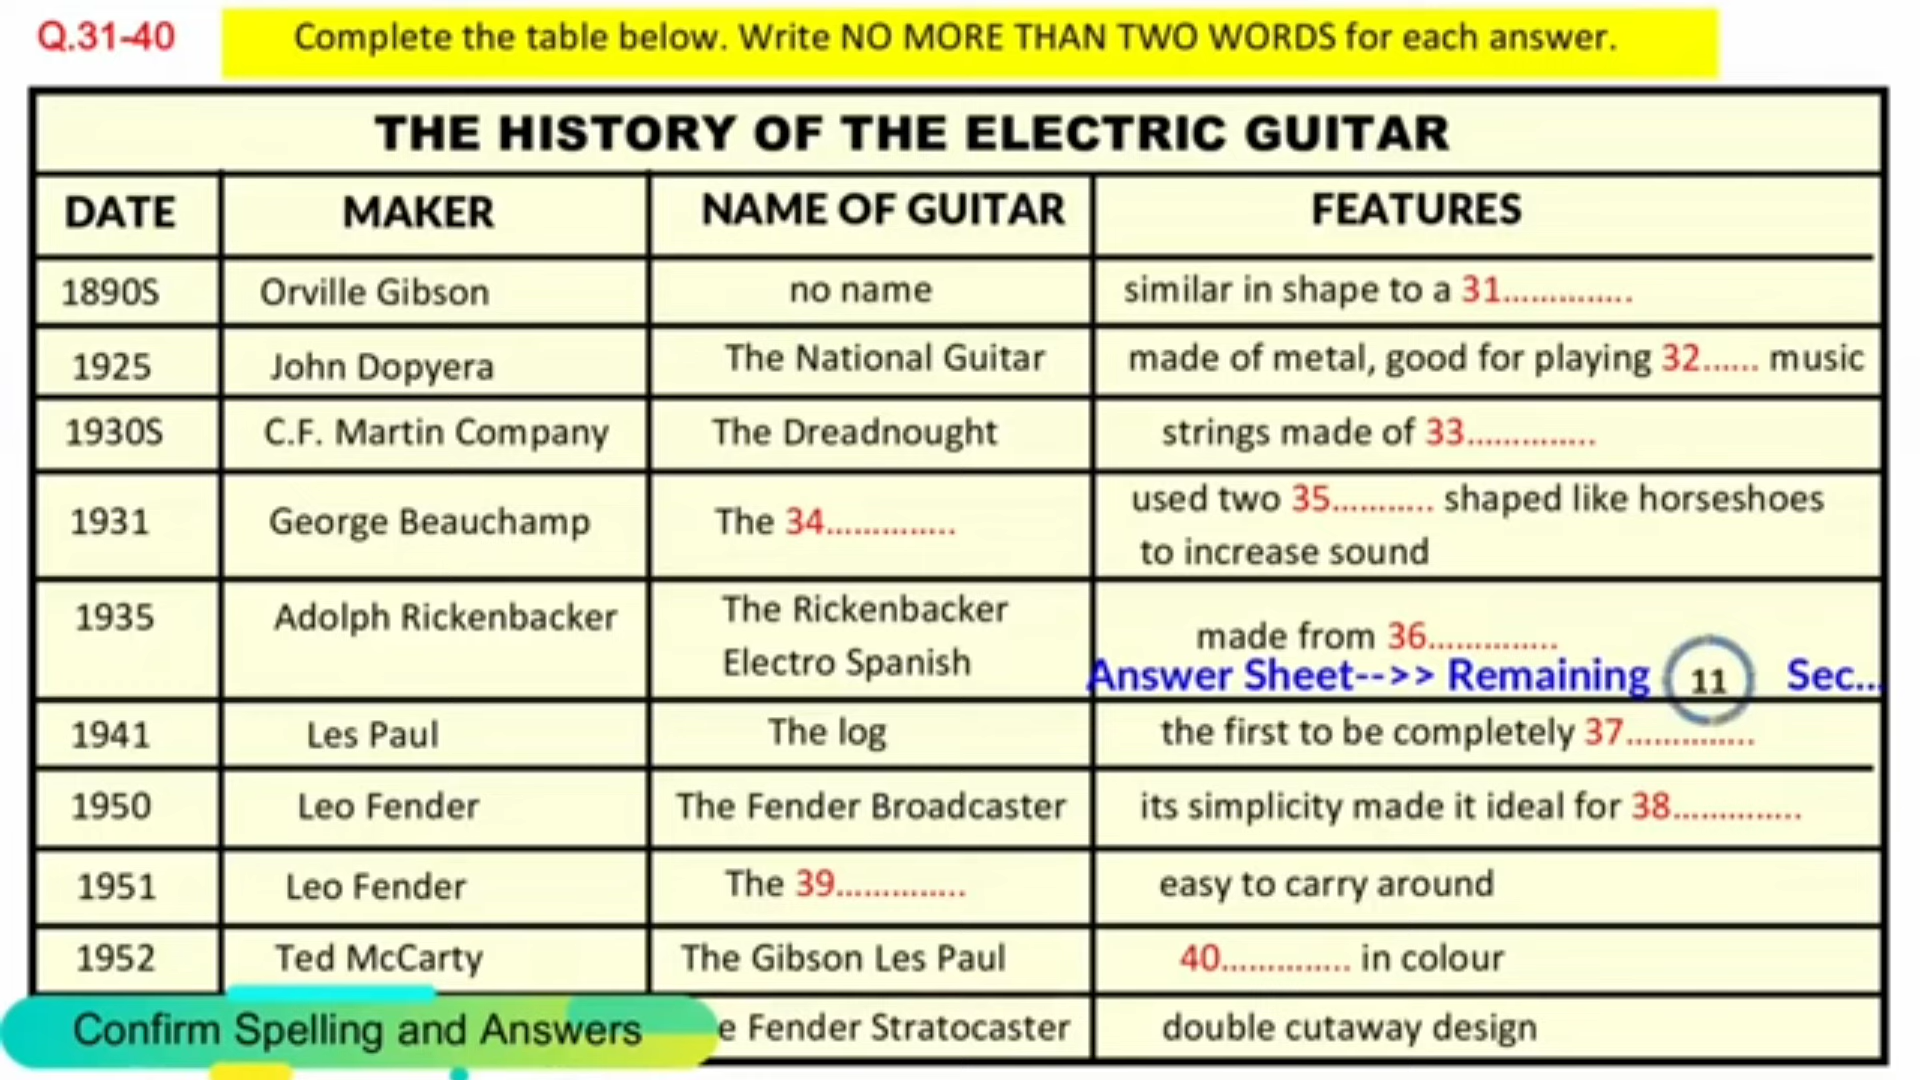 Q.31-40 Complete the table below. Write NO MORE THAN TWO WORDS for each answer.
THE HISTORY OF THE ELECTRIC GUITAR
DATE MAKER NAME OF GUITAR FEATURES
1890S Orville Gibson no name similar in shape to a 31..............
1925 John Dopyera The National Guitar made of metal, good for playing 32...... music
1930S C.F. Martin Company The Dreadnought strings made of 33..............
1931 George Beauchamp The 34.............. used two 35........... shaped like horseshoes
to increase sound
1935 Adolph Rickenbacker The Rickenbacker
Electro Spanish
made from 36..............
Answer Sheet-->> Remaining 11 Sec...
1941 Les Paul The log the first to be completely 37..............
1950 Leo Fender The Fender Broadcaster its simplicity made it ideal for 38..............
1951 Leo Fender The 39.............. easy to carry around
1952 Ted McCarty The Gibson Les Paul 40.............. in colour
Confirm Spelling and Answers
e Fender Stratocaster double cutaway design